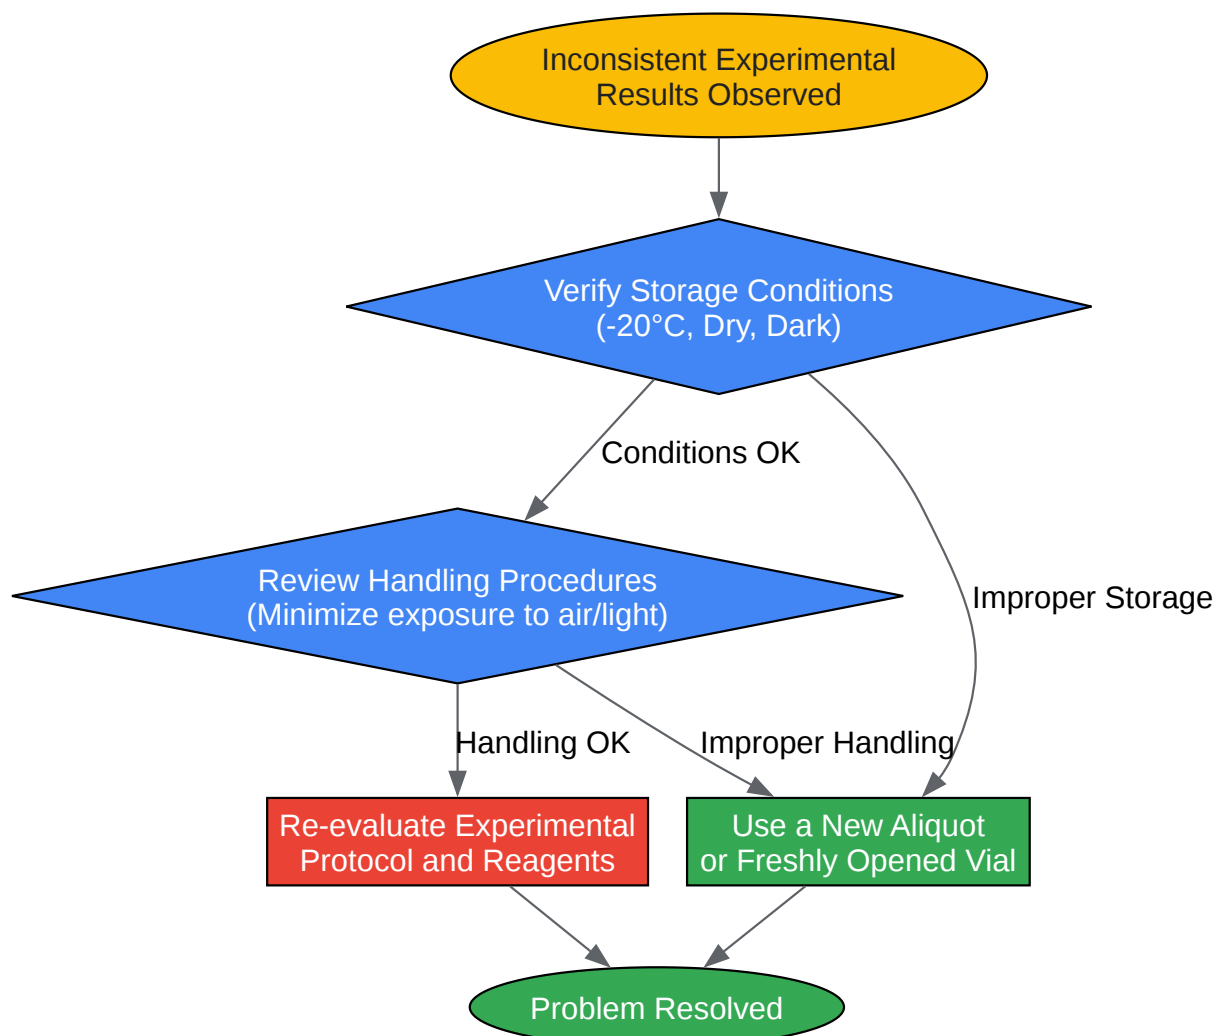 Inconsistent Experimental
Results Observed
Verify Storage Conditions
(-20°C, Dry, Dark)
Conditions OK
Review Handling Procedures
(Minimize exposure to air/light)
Improper Storage
Handling OK
Improper Handling
Re-evaluate Experimental
Protocol and Reagents
Use a New Aliquot
or Freshly Opened Vial
Problem Resolved